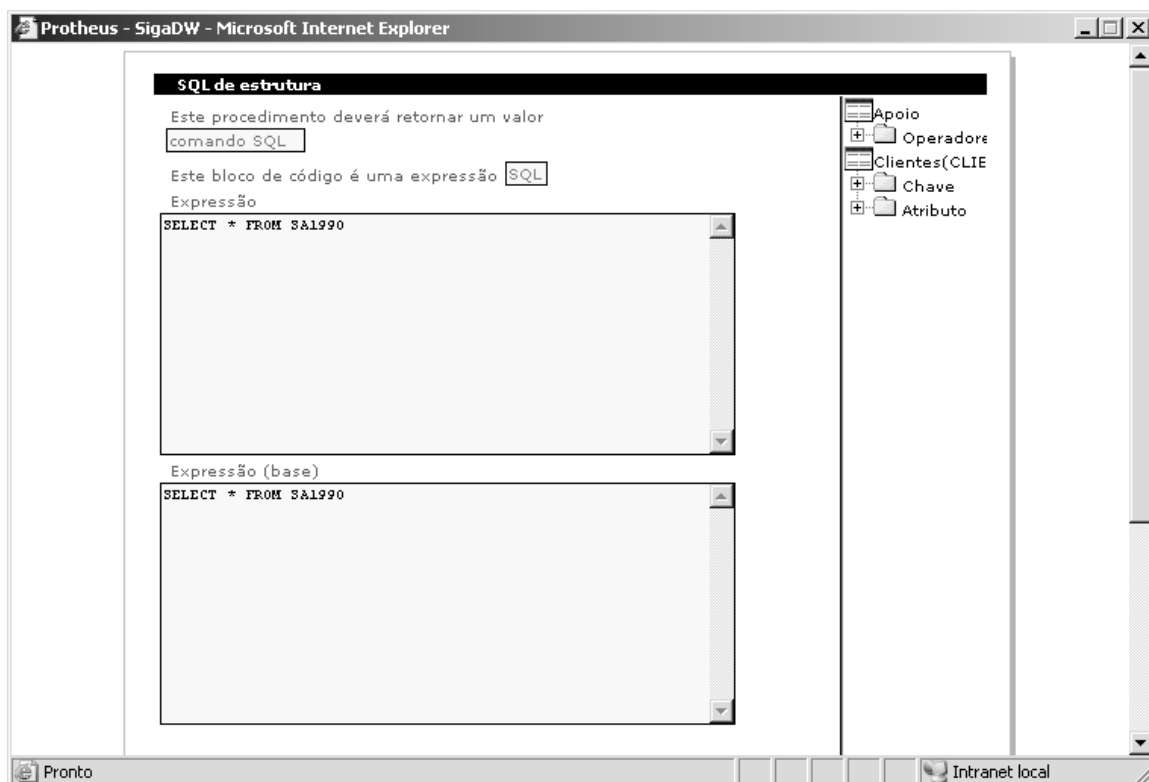 Protheus - SigaDW - Microsoft Internet Explorer
SQL de estrutura
Este procedimento deverá retornar um valor
comando SQL
Este bloco de código é uma expressão SQL
Expressão
SELECT * FROM SA1990
Expressão (base)
SELECT * FROM SA1990
Apoio
Operadore
Clientes(CLIE
Chave
Atributo
Pronto
Intranet local